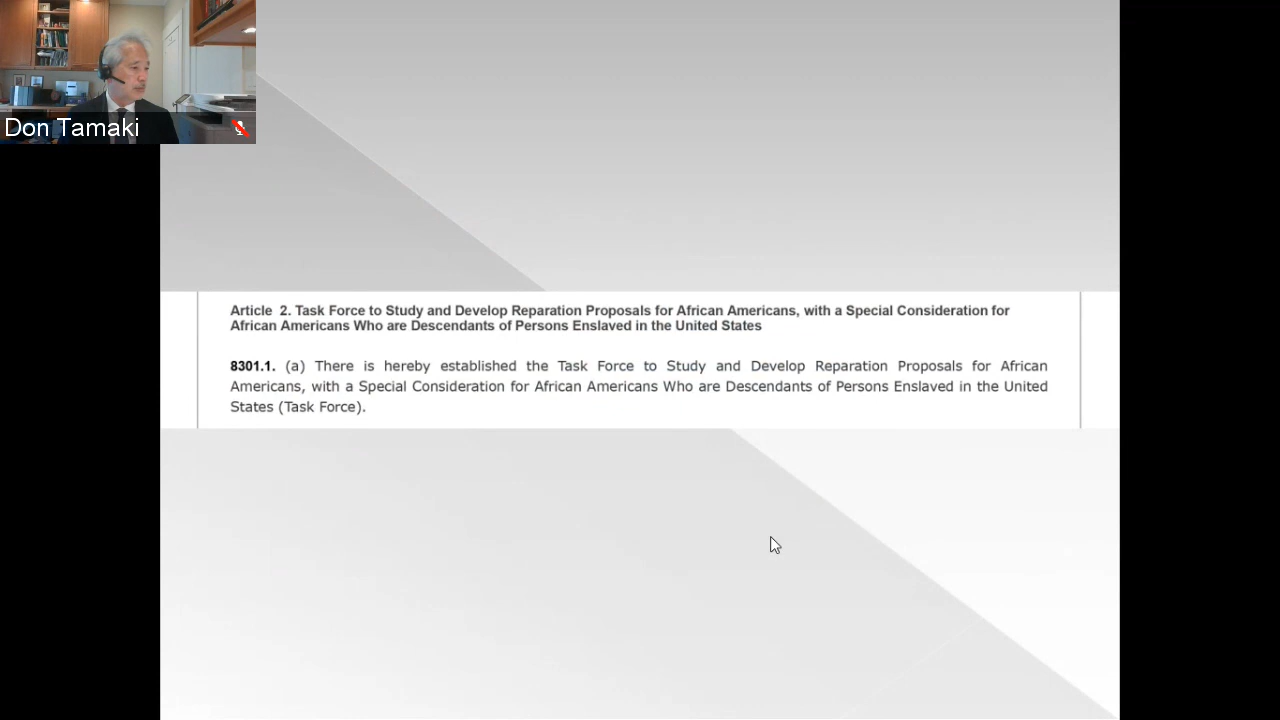 Don Tamaki
Article 2. Task Force to Study and Develop Reparation Proposals for African Americans, with a Special Consideration for
African Americans Who are Descendants of Persons Enslaved in the United States
8301.1. (a) There is hereby established the Task Force to Study and Develop Reparation Proposals for African
Americans, with a Special Consideration for African Americans Who are Descendants of Persons Enslaved in the United
States (Task Force).